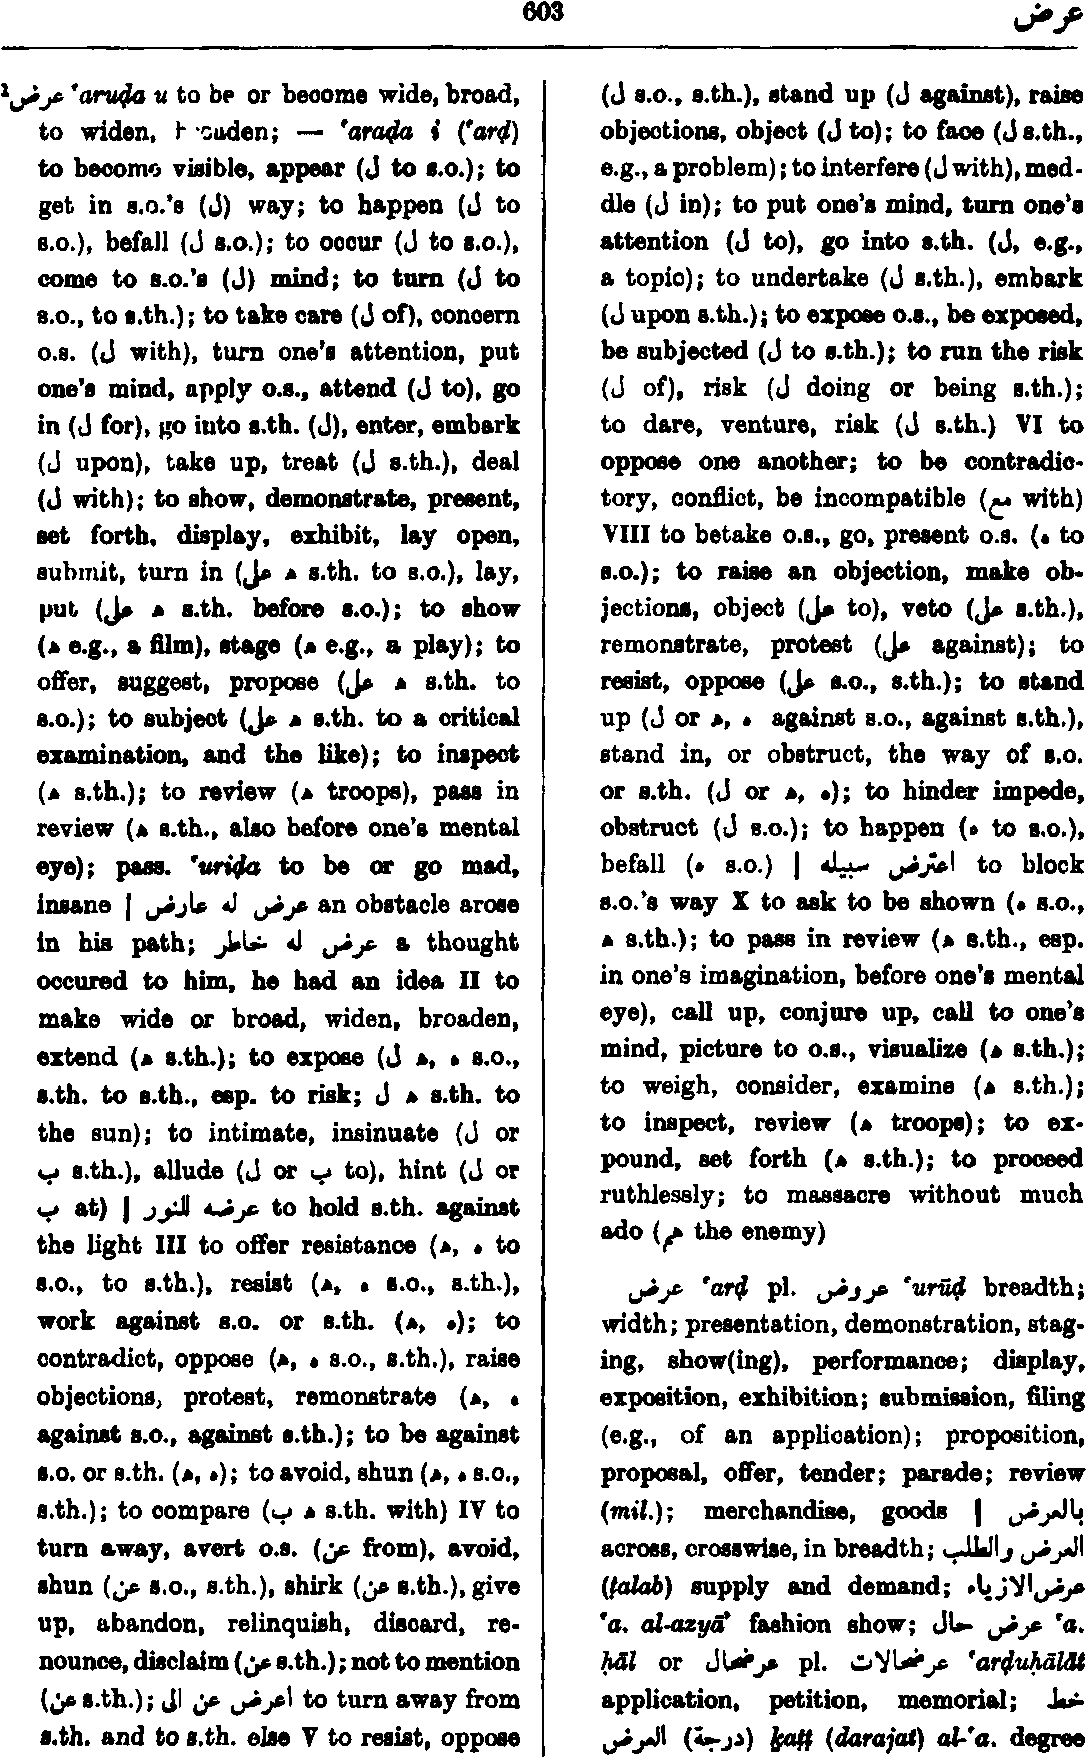 603
عرض
¹عرض ‘aruḍa u to be or become wide, broad,
to widen, broaden; — ‘araḍa i (‘arḍ)
to become visible, appear (ل to s.o.); to
get in s.o.'s (ل) way; to happen (ل to
s.o.), befall (ل s.o.); to occur (ل to s.o.),
come to s.o.'s (ل) mind; to turn (ل to
s.o., to s.th.); to take care (ل of), concern
o.s. (ل with), turn one's attention, put
one's mind, apply o.s., attend (ل to), go
in (ل for), go into s.th. (ل), enter, embark
(ل upon), take up, treat (ل s.th.), deal
(ل with); to show, demonstrate, present,
set forth, display, exhibit, lay open,
submit, turn in (على ه s.th. to s.o.), lay,
put (على ه s.th. before s.o.); to show
(ه e.g., a film), stage (ه e.g., a play); to
offer, suggest, propose (على ه s.th. to
s.o.); to subject (على ه s.th. to a critical
examination, and the like); to inspect
(ه s.th.); to review (ه troops), pass in
review (ه s.th., also before one's mental
eye); pass. ‘uriḍa to be or go mad,
insane | عرض له عارض an obstacle arose
in his path; عرض له خاطر a thought
occured to him, he had an idea II to
make wide or broad, widen, broaden,
extend (ه s.th.); to expose (ل ه, ه s.o.,
s.th. to s.th., esp. to risk; ل ه s.th. to
the sun); to intimate, insinuate (ل or
ب s.th.), allude (ل or ب to), hint (ل or
ب at) | عرضه للنور to hold s.th. against
the light III to offer resistance (ه, ه to
s.o., to s.th.), resist (ه, ه s.o., s.th.),
work against s.o. or s.th. (ه, ه); to
contradict, oppose (ه, ه s.o., s.th.), raise
objections, protest, remonstrate (ه, ه
against s.o., against s.th.); to be against
s.o. or s.th. (ه, ه); to avoid, shun (ه, ه s.o.,
s.th.); to compare (ب ه s.th. with) IV to
turn away, avert o.s. (عن from), avoid,
shun (عن s.o., s.th.), shirk (عن s.th.), give
up, abandon, relinquish, discard, re-
nounce, disclaim (عن s.th.); not to mention
(عن s.th.); اعرض عن الى to turn away from
s.th. and to s.th. else V to resist, oppose
(ل s.o., s.th.), stand up (ل against), raise
objections, object (ل to); to face (ل s.th.,
e.g., a problem); to interfere (ل with), med-
dle (ل in); to put one's mind, turn one's
attention (ل to), go into s.th. (ل, e.g.,
a topic); to undertake (ل s.th.), embark
(ل upon s.th.); to expose o.s., be exposed,
be subjected (ل to s.th.); to run the risk
(ل of), risk (ل doing or being s.th.);
to dare, venture, risk (ل s.th.) VI to
oppose one another; to be contradic-
tory, conflict, be incompatible (مع with)
VIII to betake o.s., go, present o.s. (ه to
s.o.); to raise an objection, make ob-
jections, object (على to), veto (على s.th.),
remonstrate, protest (على against); to
resist, oppose (على s.o., s.th.); to stand
up (ل or ه, ه against s.o., against s.th.),
stand in, or obstruct, the way of s.o.
or s.th. (ل or ه, ه); to hinder impede,
obstruct (ل s.o.); to happen (ه to s.o.),
befall (ه s.o.) | اعترض سبيله to block
s.o.'s way X to ask to be shown (ه s.o.,
ه s.th.); to pass in review (ه s.th., esp.
in one's imagination, before one's mental
eye), call up, conjure up, call to one's
mind, picture to o.s., visualize (ه s.th.);
to weigh, consider, examine (ه s.th.);
to inspect, review (ه troops); to ex-
pound, set forth (ه s.th.); to proceed
ruthlessly; to massacre without much
ado (هم the enemy)
عرض ‘arḍ pl. عروض ‘urūḍ breadth;
width; presentation, demonstration, stag-
ing, show(ing), performance; display,
exposition, exhibition; submission, filing
(e.g., of an application); proposition,
proposal, offer, tender; parade; review
(mil.); merchandise, goods | بالعرض
across, crosswise, in breadth; العرض والطلب
(ṭalab) supply and demand; عرض الازياء
‘a. al-azyā’ fashion show; عرض حال ‘a.
ḥāl or عرضحال pl. عرضحالات ‘arḍuḥālāt
application, petition, memorial; خط
(درجة) العرض ḵaṭṭ (darajat) al-‘a. degree